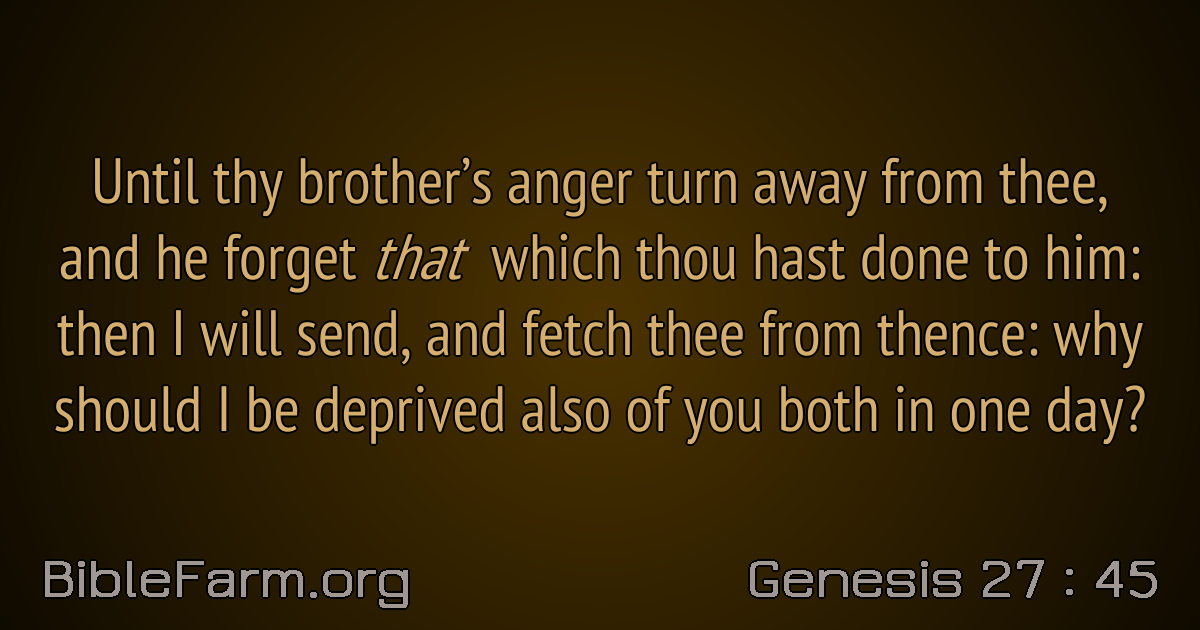 Until thy brother’s anger turn away from thee,
and he forget that which thou hast done to him:
then I will send, and fetch thee from thence: why
should I be deprived also of you both in one day?
BibleFarm.org
Genesis 27 : 45